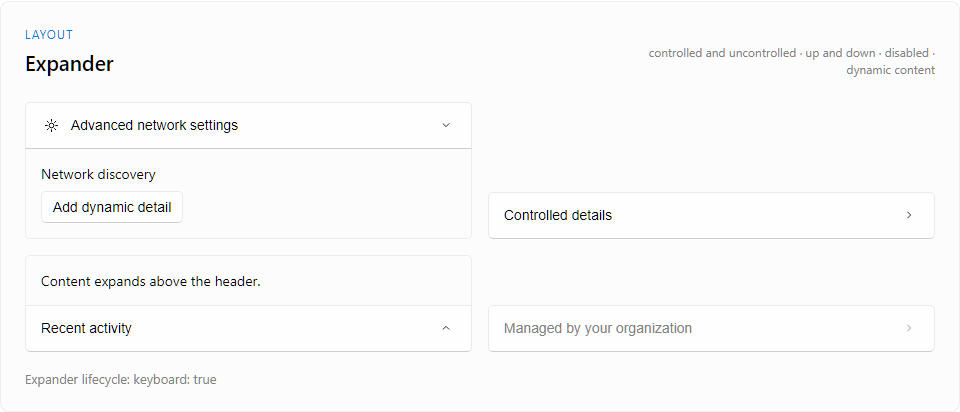 LAYOUT
Expander
controlled and uncontrolled · up and down · disabled ·
dynamic content
Advanced network settings
Network discovery
Add dynamic detail
Controlled details
Content expands above the header.
Recent activity
Managed by your organization
Expander lifecycle: keyboard: true